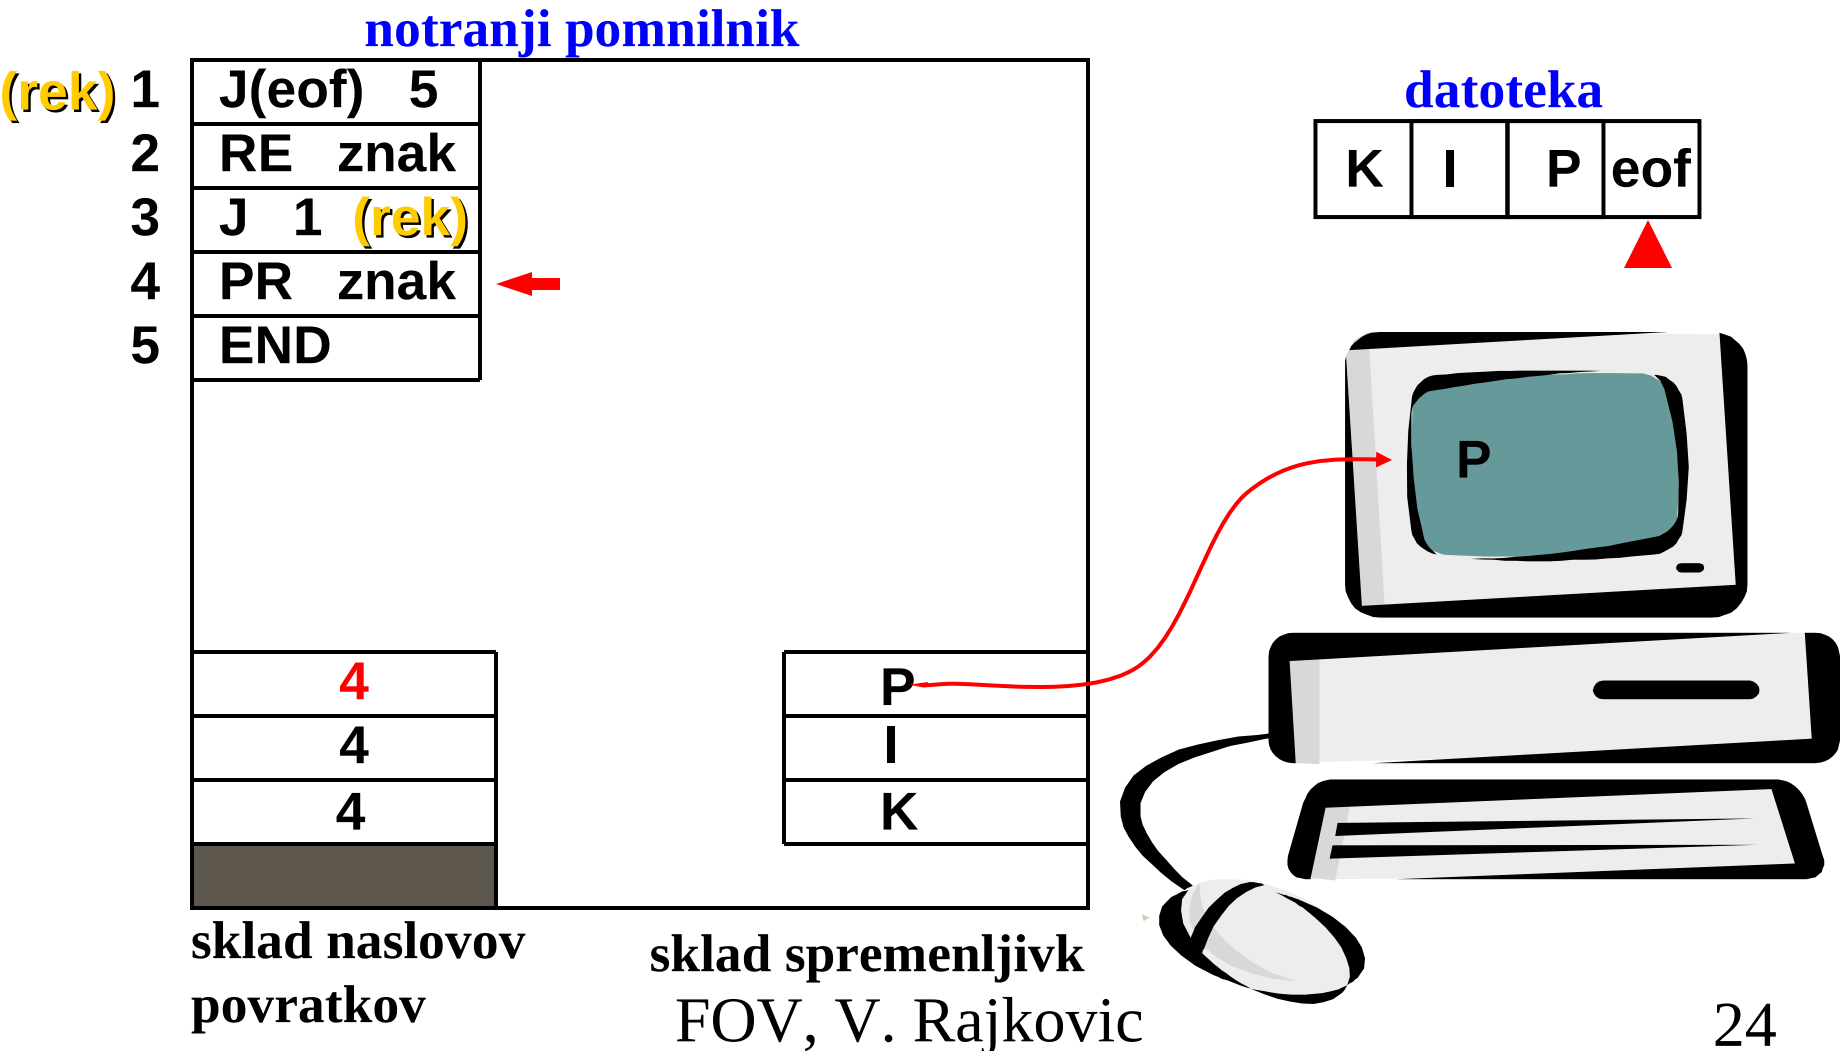 notranji pomnilnik
(rek) 1 J(eof) 5
2 RE znak
3 J 1 (rek)
4 PR znak
5 END
datoteka
K I P eof
P
4
4
4
P
I
K
sklad naslovov
povratkov
sklad spremenljivk
FOV, V. Rajkovic
24